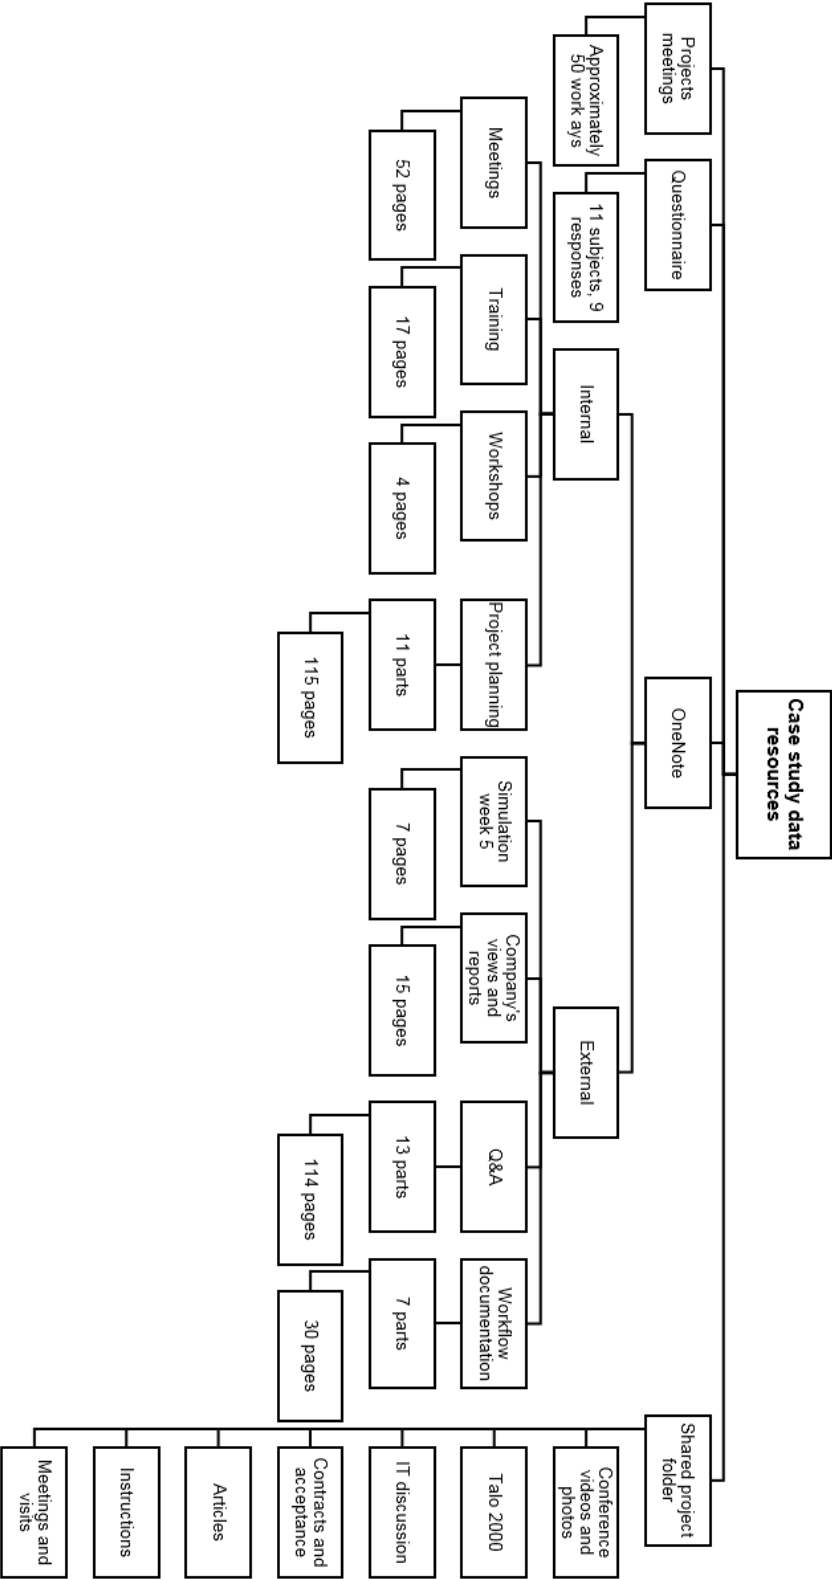 Case study data
resources
Projects
meetings
Approximately
50 work ays
Questionnaire
11 subjects, 9
responses
OneNote
Internal
Meetings
52 pages
Training
17 pages
Workshops
4 pages
Project planning
11 parts
115 pages
External
Simulation
week 5
7 pages
Company's
views and
reports
15 pages
Q&A
13 parts
114 pages
Workflow
documentation
7 parts
30 pages
Shared project
folder
Conference
videos and
photos
Talo 2000
IT discussion
Contracts and
acceptance
Articles
Instructions
Meetings and
visits